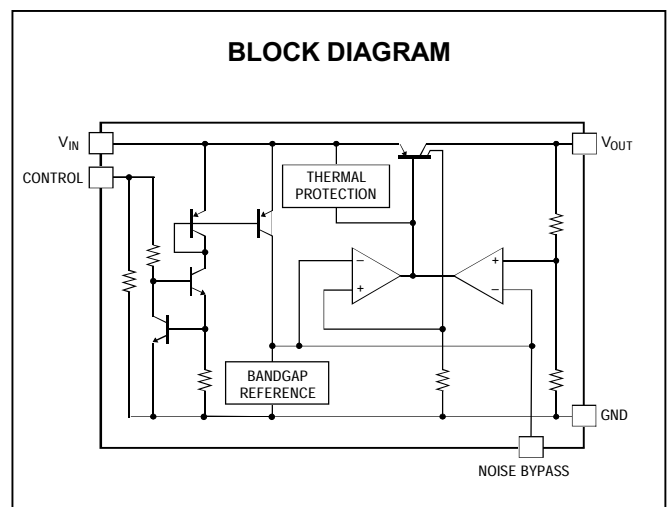 BLOCK DIAGRAM
VIN
VOUT
CONTROL
THERMAL
PROTECTION
–
+
+
–
BANDGAP
REFERENCE
GND
NOISE BYPASS